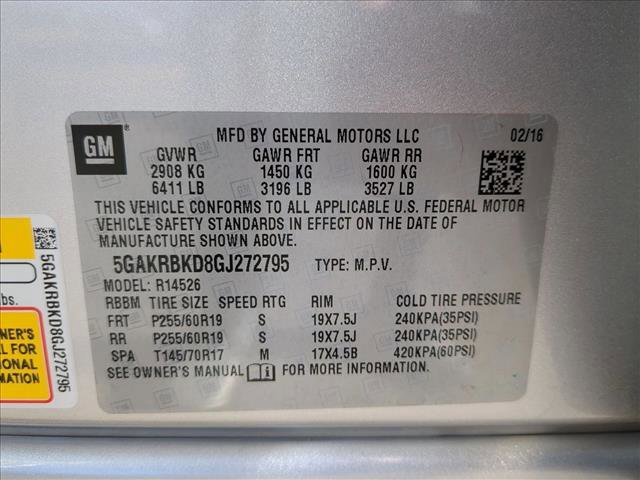 GM
®
MFD BY GENERAL MOTORS LLC 02/16
GVWR GAWR FRT GAWR RR
2908 KG 1450 KG 1600 KG
6411 LB 3196 LB 3527 LB
THIS VEHICLE CONFORMS TO ALL APPLICABLE U.S. FEDERAL MOTOR
VEHICLE SAFETY STANDARDS IN EFFECT ON THE DATE OF
MANUFACTURE SHOWN ABOVE.
5GAKRBKD8GJ272795 TYPE: M.P.V.
MODEL: R14526
RBBM TIRE SIZE SPEED RTG RIM COLD TIRE PRESSURE
FRT P255/60R19 S 19X7.5J 240KPA(35PSI)
RR P255/60R19 S 19X7.5J 240KPA(35PSI)
SPA T145/70R17 M 17X4.5B 420KPA(60PSI)
SEE OWNER'S MANUAL FOR MORE INFORMATION.
5GAKRBKD8GJ272795